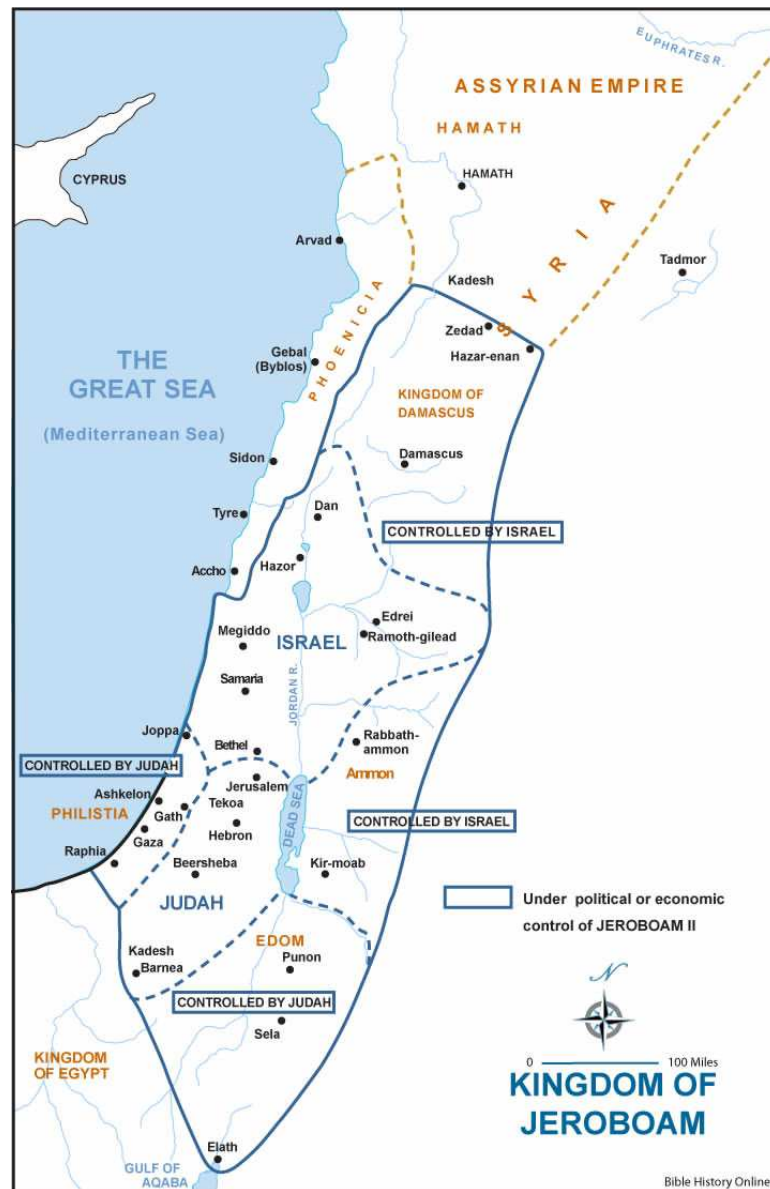 EUPHRATES R.
ASSYRIAN EMPIRE
HAMATH
HAMATH
CYPRUS
SYRIA
Arvad
Tadmor
Kadesh
PHOENICIA
Zedad
Hazar-enan
THE
GREAT SEA
(Mediterranean Sea)
Gebal
(Byblos)
KINGDOM OF
DAMASCUS
Sidon
Damascus
Dan
Tyre
CONTROLLED BY ISRAEL
Hazor
Accho
Edrei
Ramoth-gilead
Megiddo
ISRAEL
Samaria
JORDAN R.
Joppa
Rabbath-
ammon
Bethel
CONTROLLED BY JUDAH
Ammon
Jerusalem
Ashkelon
Tekoa
PHILISTIA
Gath
DEAD SEA
CONTROLLED BY ISRAEL
Gaza
Hebron
Raphia
Beersheba
Kir-moab
JUDAH
Under political or economic
control of JEROBOAM II
EDOM
Kadesh
Barnea
Punon
N
CONTROLLED BY JUDAH
Sela
KINGDOM
OF EGYPT
0 100 Miles
KINGDOM OF
JEROBOAM
Elath
GULF OF
AQABA
Bible History Online